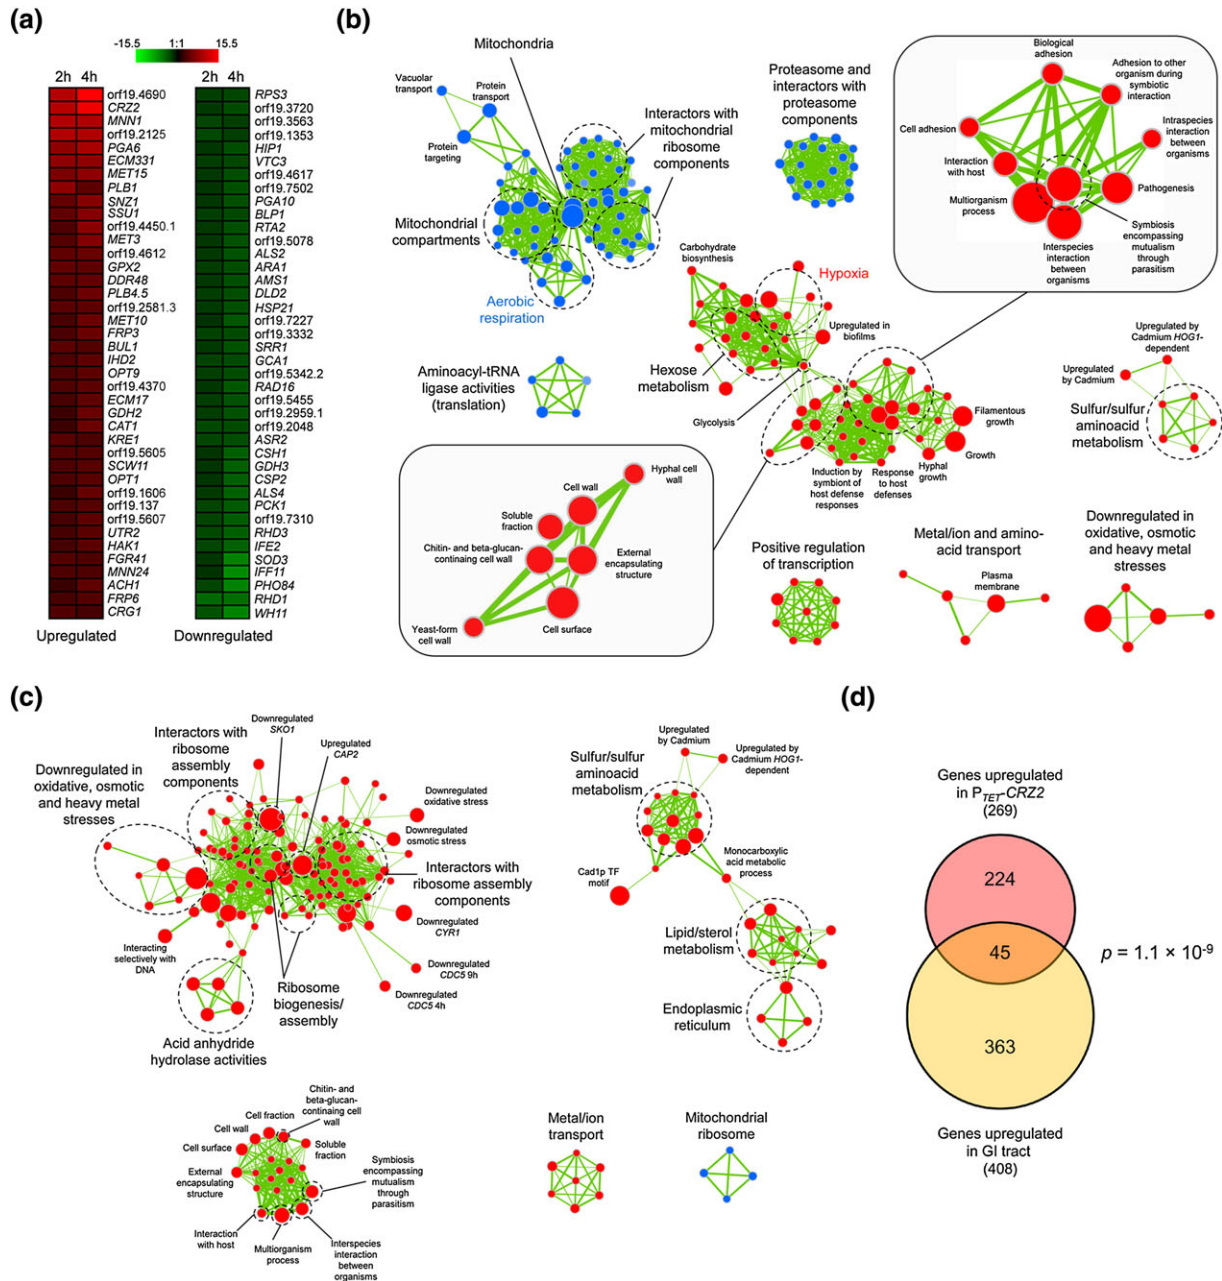 (a)
-15.5 1:1 15.5
2h 4h
orf19.4690
CRZ2
MNN1
orf19.2125
PGA6
ECM331
MET15
PLB1
SNZ1
SSU1
orf19.4450.1
MET3
orf19.4612
GPX2
DDR48
PLB4.5
orf19.2581.3
MET10
FRP3
BUL1
IHD2
OPT9
orf19.4370
ECM17
GDH2
CAT1
KRE1
orf19.5605
SCW11
OPT1
orf19.1606
orf19.137
orf19.5607
UTR2
HAK1
FGR41
MNN24
ACH1
FRP6
CRG1
Upregulated
2h 4h
RPS3
orf19.3720
orf19.3563
orf19.1353
HIP1
VTC3
orf19.4617
orf19.7502
PGA10
BLP1
RTA2
orf19.5078
ALS2
ARA1
AMS1
DLD2
HSP21
orf19.7227
orf19.3332
SRR1
GCA1
orf19.5342.2
RAD16
orf19.5455
orf19.2959.1
orf19.2048
ASR2
CSH1
GDH3
CSP2
ALS4
PCK1
orf19.7310
RHD3
IFE2
SOD3
IFF11
PHO84
RHD1
WH11
Downregulated
(b)
Mitochondria
Vacuolar
transport
Protein
transport
Protein
targeting
Interactors with
mitochondrial
ribosome
components
Mitochondrial
compartments
Aerobic
respiration
Proteasome and
interactors with
proteasome
components
Biological
adhesion
Adhesion to other
organism during
symbiotic
interaction
Cell adhesion
Intraspecies
interaction
between
organisms
Interaction
with host
Pathogenesis
Multiorganism
process
Interspecies
interaction
between
organisms
Symbiosis
encompassing
mutualism
through
parasitism
Carbohydrate
biosynthesis
Hypoxia
Upregulated in
biofilms
Hexose
metabolism
Glycolysis
Aminoacyl-tRNA
ligase activities
(translation)
Upregulated by
Cadmium HOG1-
dependent
Upregulated
by Cadmium
Sulfur/sulfur
aminoacid
metabolism
Filamentous
growth
Growth
Hyphal
growth
Induction by
symbiont of
host defense
responses
Response
to host
defenses
Hyphal cell
wall
Cell wall
Soluble
fraction
Chitin- and
beta-glucan-
continaing cell
wall
External
encapsulating
structure
Yeast-form
cell wall
Cell surface
Positive regulation
of transcription
Metal/ion and amino-
acid transport
Plasma
membrane
Downregulated in
oxidative, osmotic
and heavy metal
stresses
(c)
Downregulated
SKO1
Interactors with
ribosome
assembly
components
Upregulated
CAP2
Downregulated in
oxidative, osmotic
and heavy metal
stresses
Downregulated
oxidative stress
Downregulated
osmotic stress
Interactors with
ribosome assembly
components
Downregulated
CYR1
Interacting
selectively with
DNA
Downregulated
CDC5 9h
Downregulated
CDC5 4h
Ribosome
biogenesis/
assembly
Acid anhydride
hydrolase activities
Upregulated
by Cadmium
Upregulated by
Cadmium HOG1-
dependent
Sulfur/sulfur
aminoacid
metabolism
Monocarboxylic
acid metabolic
process
Cad1p TF
motif
Lipid/sterol
metabolism
Endoplasmic
reticulum
Chitin- and
beta-glucan-
continaing cell
wall
Cell fraction
Cell wall
Cell surface
Soluble
fraction
External
encapsulating
structure
Symbiosis
encompassing
mutualism
through
parasitism
Interaction
with host
Multiorganism
process
Interspecies
interaction
between
organisms
Metal/ion
transport
Mitochondrial
ribosome
(d)
Genes upregulated
in PTET-CRZ2
(269)
224
45
p = 1.1 × 10-9
363
Genes upregulated
in GI tract
(408)